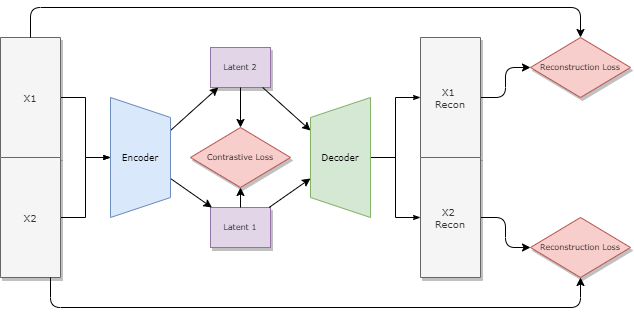 Latent 2
Reconstruction Loss
X1
X1
Recon
Encoder
Contrastive Loss
Decoder
X2
X2
Recon
Latent 1
Reconstruction Loss